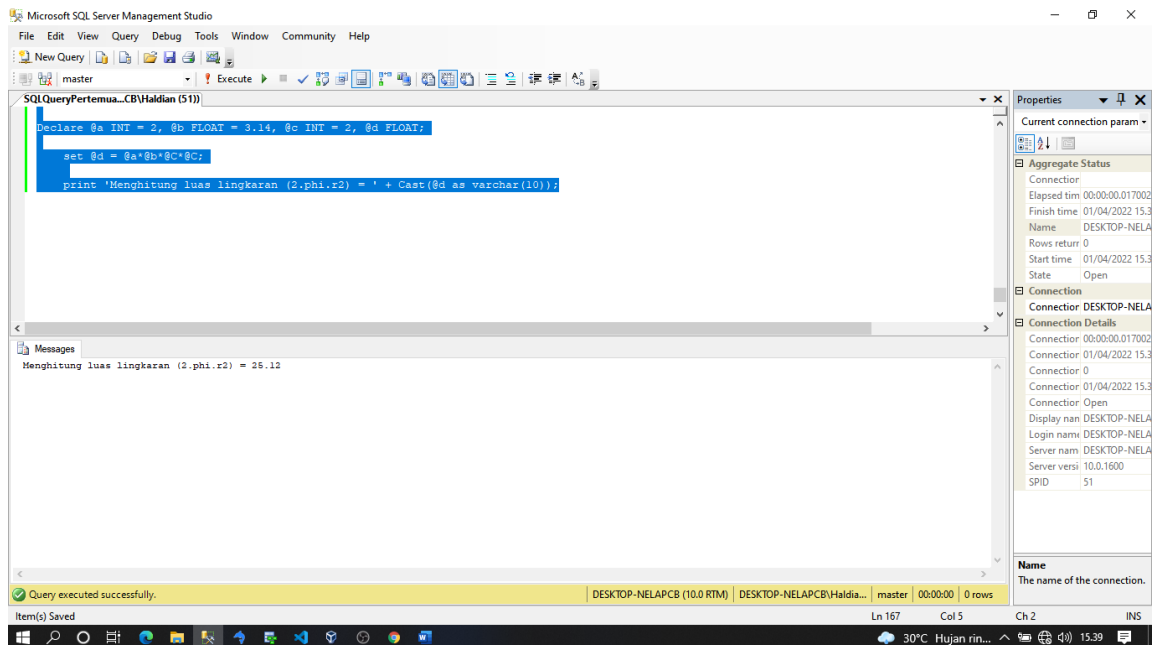 Microsoft SQL Server Management Studio
File Edit View Query Debug Tools Window Community Help
New Query
master Execute
SQLQueryPertemua...CB\Haldian (51))
Declare @a INT = 2, @b FLOAT = 3.14, @c INT = 2, @d FLOAT;
set @d = @a*@b*@C*@C;
print 'Menghitung luas lingkaran (2.phi.r2) = ' + Cast(@d as varchar(10));
Messages
Menghitung luas lingkaran (2.phi.r2) = 25.12
Query executed successfully. DESKTOP-NELAPCB (10.0 RTM) DESKTOP-NELAPCB\Haldia... master 00:00:00 0 rows
Properties
Current connection param
Aggregate Status
Connection
Elapsed tim 00:00:00.017002
Finish time 01/04/2022 15.3
Name DESKTOP-NELA
Rows returr 0
Start time 01/04/2022 15.3
State Open
Connection
Connection DESKTOP-NELA
Connection Details
Connection 00:00:00.017002
Connection 01/04/2022 15.3
Connection 0
Connection 01/04/2022 15.3
Connection Open
Display nan DESKTOP-NELA
Login name DESKTOP-NELA
Server nam DESKTOP-NELA
Server versi 10.0.1600
SPID 51
Name
The name of the connection.
Item(s) Saved Ln 167 Col 5 Ch 2 INS
30°C Hujan rin... 15.39